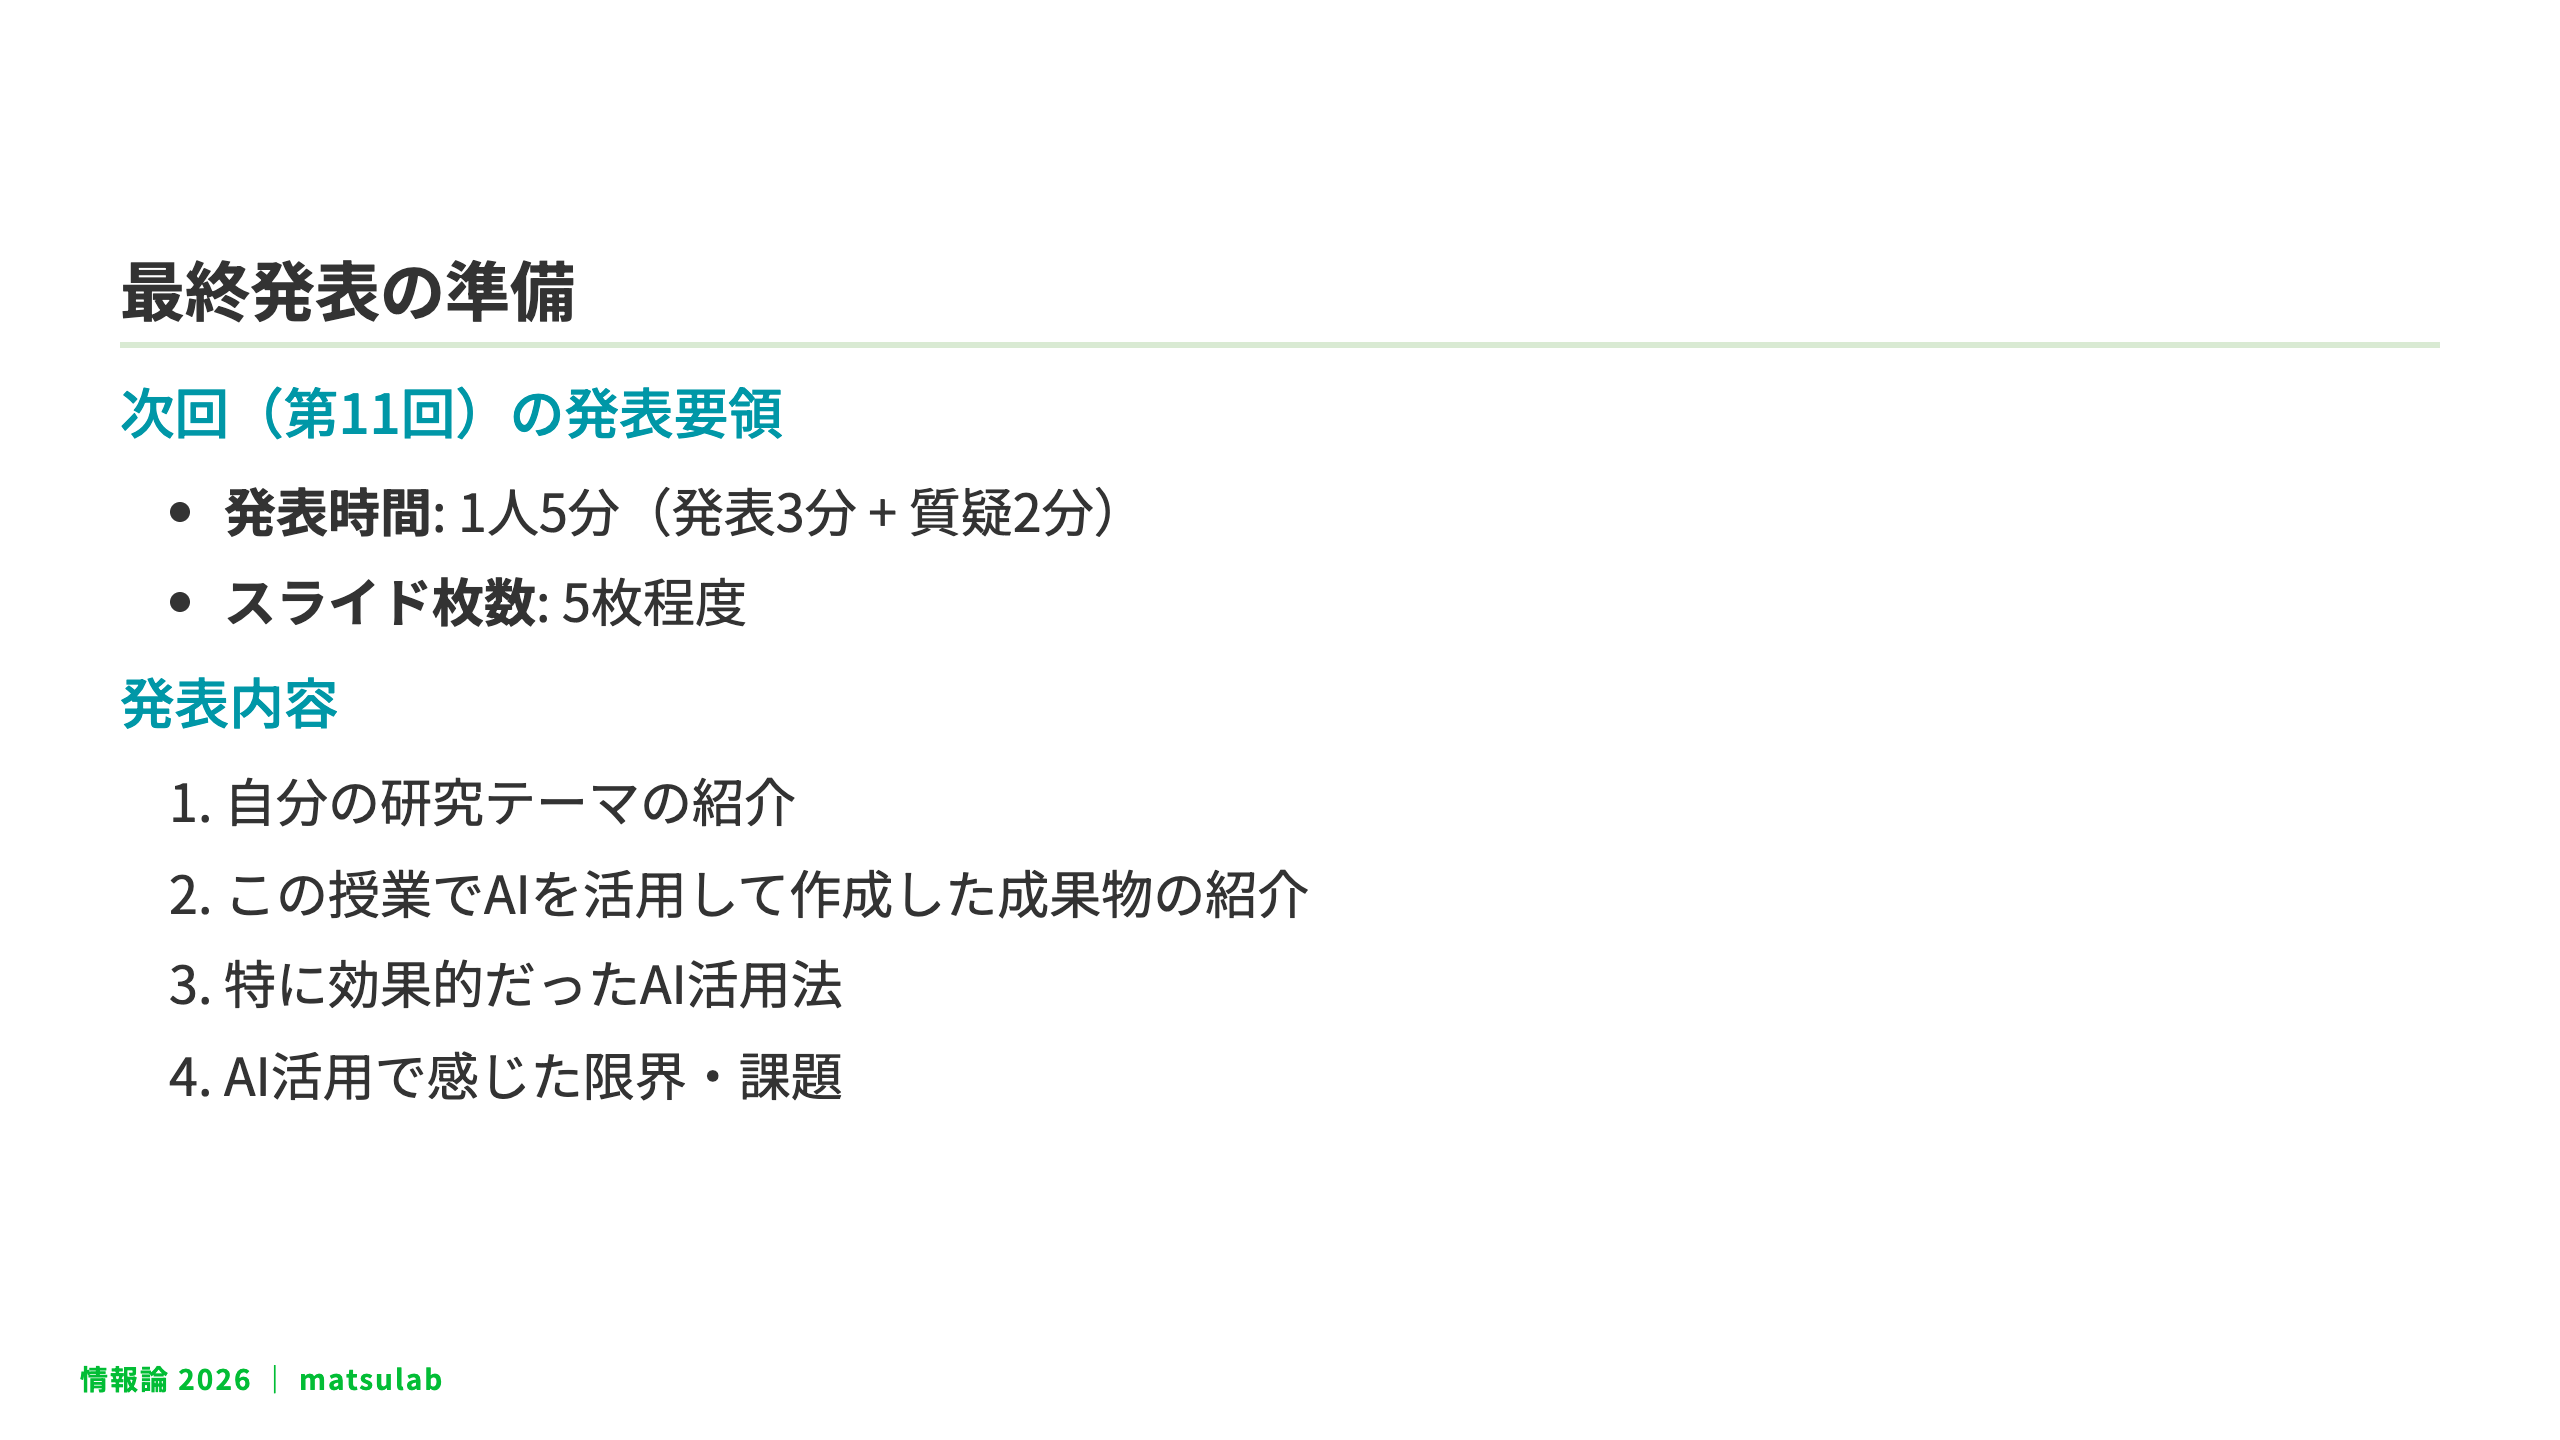 最終発表の準備
次回（第11回）の発表要領
• 発表時間: 1人5分（発表3分 + 質疑2分）
• スライド枚数: 5枚程度
発表内容
1. 自分の研究テーマの紹介
2. この授業でAIを活用して作成した成果物の紹介
3. 特に効果的だったAI活用法
4. AI活用で感じた限界・課題
情報論 2026 ｜ matsulab